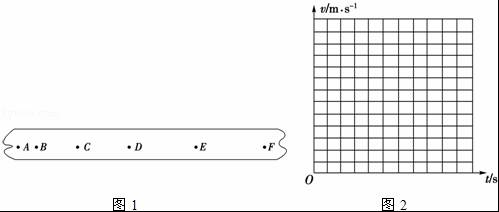 v/m·s⁻¹
A B C D E F
O t/s
图 1 图 2